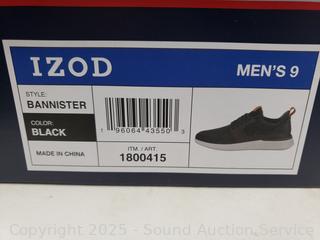 IZOD MEN'S 9
STYLE:
BANNISTER
COLOR:
BLACK
MADE IN CHINA
1 96064 43550 3
ITM. / ART.
1800415
Copyright 2025 - Sound Auction Service